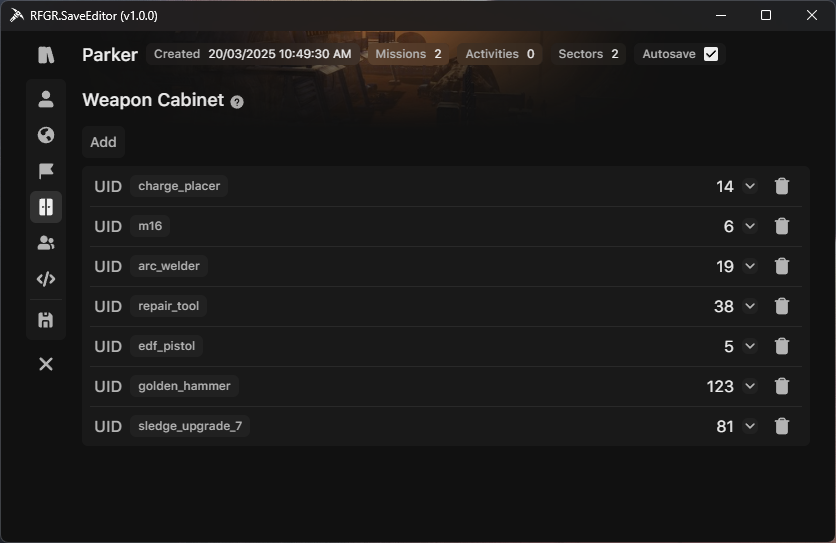 RFGR.SaveEditor (v1.0.0)
Parker Created 20/03/2025 10:49:30 AM Missions 2 Activities 0 Sectors 2 Autosave
Weapon Cabinet ?
Add
UID charge_placer 14
UID m16 6
UID arc_welder 19
UID repair_tool 38
UID edf_pistol 5
UID golden_hammer 123
UID sledge_upgrade_7 81